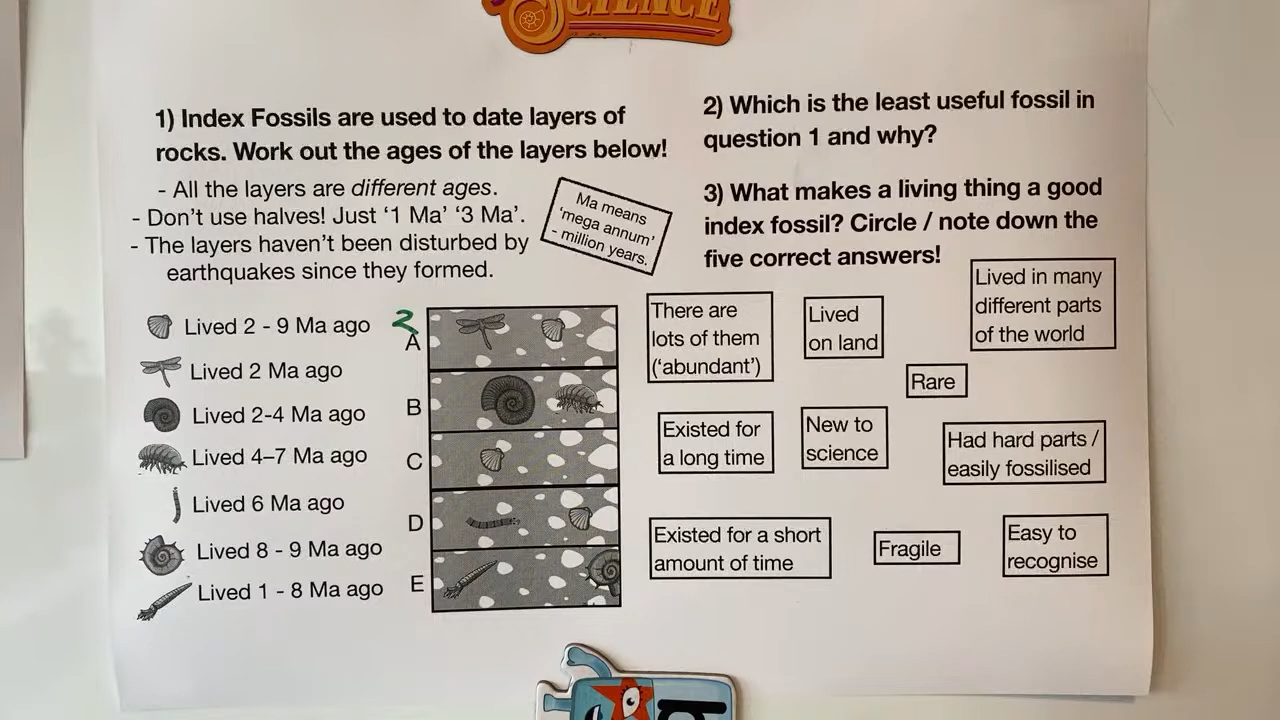 SCIENCE
1) Index Fossils are used to date layers of
rocks. Work out the ages of the layers below!
- All the layers are different ages.
- Don't use halves! Just '1 Ma' '3 Ma'.
- The layers haven't been disturbed by
earthquakes since they formed.
Ma means
'mega annum'
- million years.
Lived 2 - 9 Ma ago
Lived 2 Ma ago
Lived 2-4 Ma ago
Lived 4–7 Ma ago
Lived 6 Ma ago
Lived 8 - 9 Ma ago
Lived 1 - 8 Ma ago
2
A
B
C
D
E
2) Which is the least useful fossil in
question 1 and why?
3) What makes a living thing a good
index fossil? Circle / note down the
five correct answers!
There are
lots of them
('abundant')
Lived
on land
Lived in many
different parts
of the world
Rare
Existed for
a long time
New to
science
Had hard parts /
easily fossilised
Existed for a short
amount of time
Fragile
Easy to
recognise